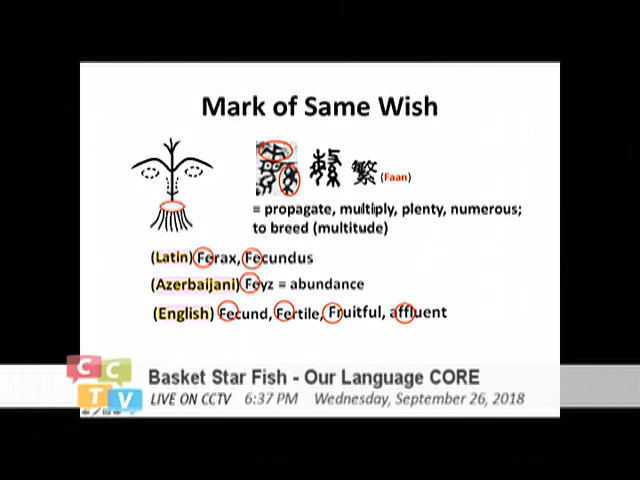 Mark of Same Wish
繁 (Faan)
= propagate, multiply, plenty, numerous;
to breed (multitude)
(Latin) Ferax, Fecundus
(Azerbaijani) Feyz = abundance
(English) Fecund, Fertile, Fruitful, affluent
CCTV
Basket Star Fish - Our Language CORE
LIVE ON CCTV 6:37 PM Wednesday, September 26, 2018